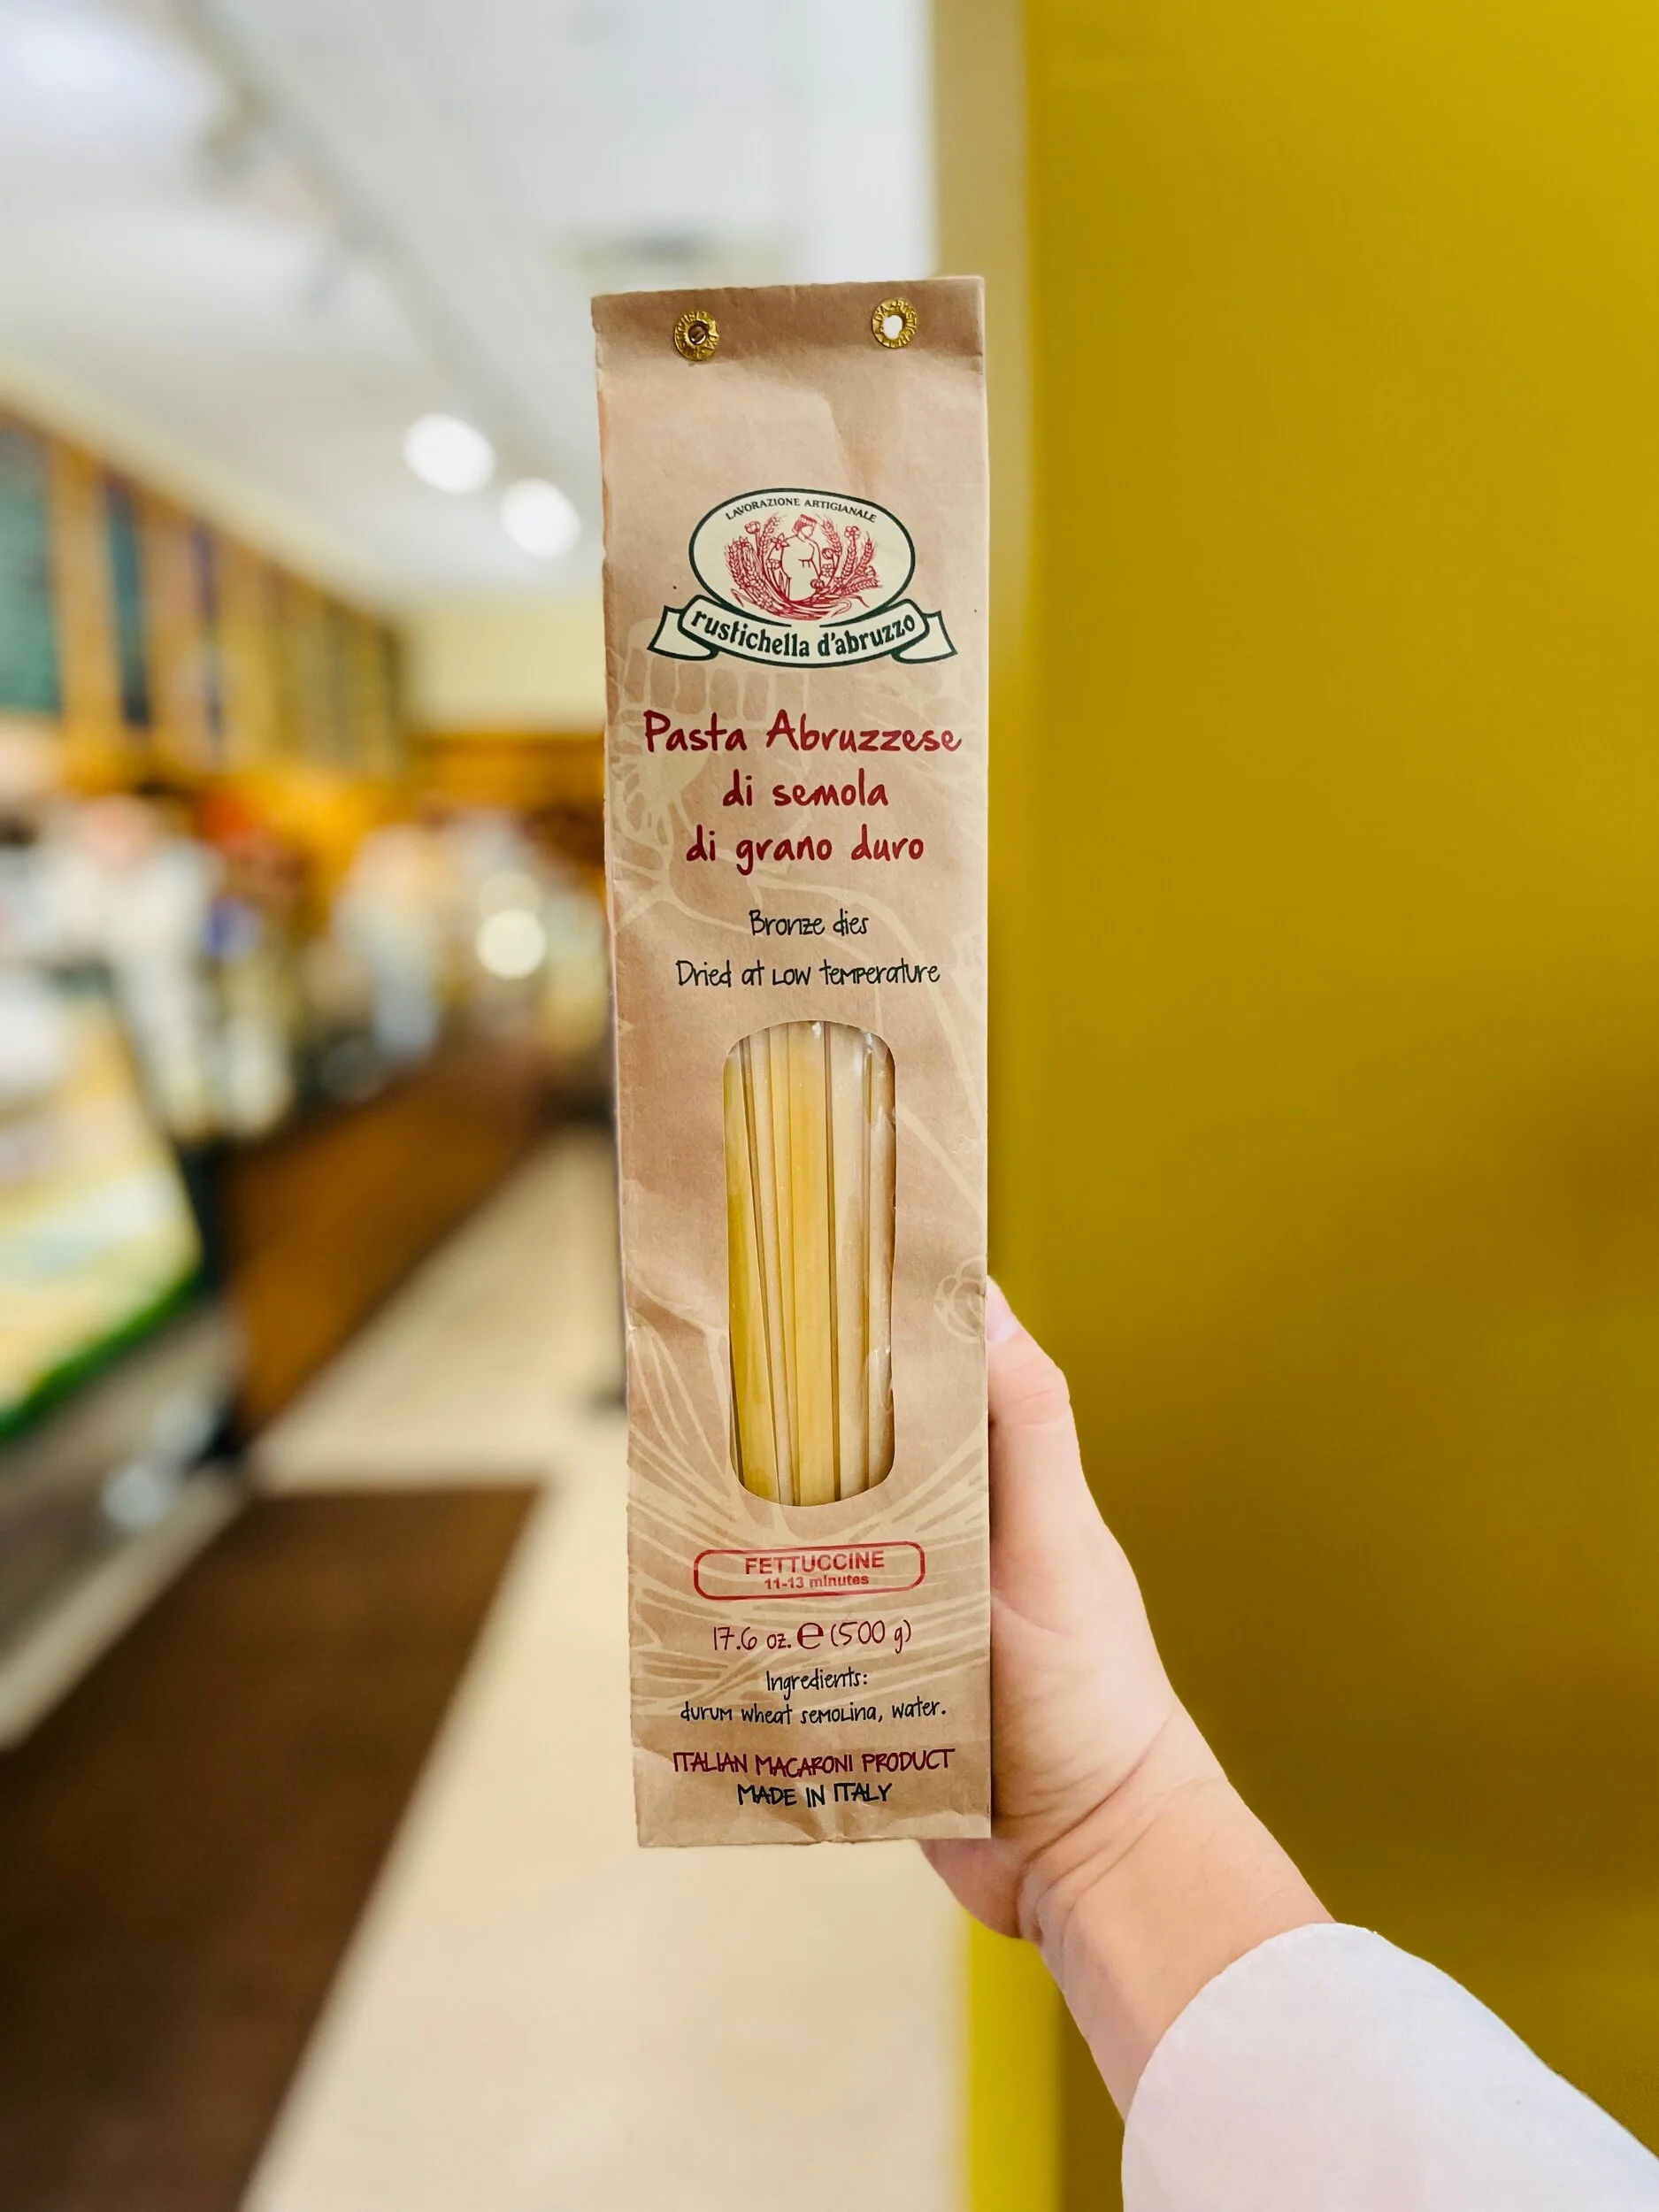 LAVORAZIONE ARTIGIANALE
rustichella d'abruzzo
Pasta Abruzzese
di semola
di grano duro
Bronze dies
Dried at low temperature
FETTUCCINE
11-13 minutes
17.6 oz. ℮ (500 g)
Ingredients:
durum wheat semolina, water.
ITALIAN MACARONI PRODUCT
MADE IN ITALY